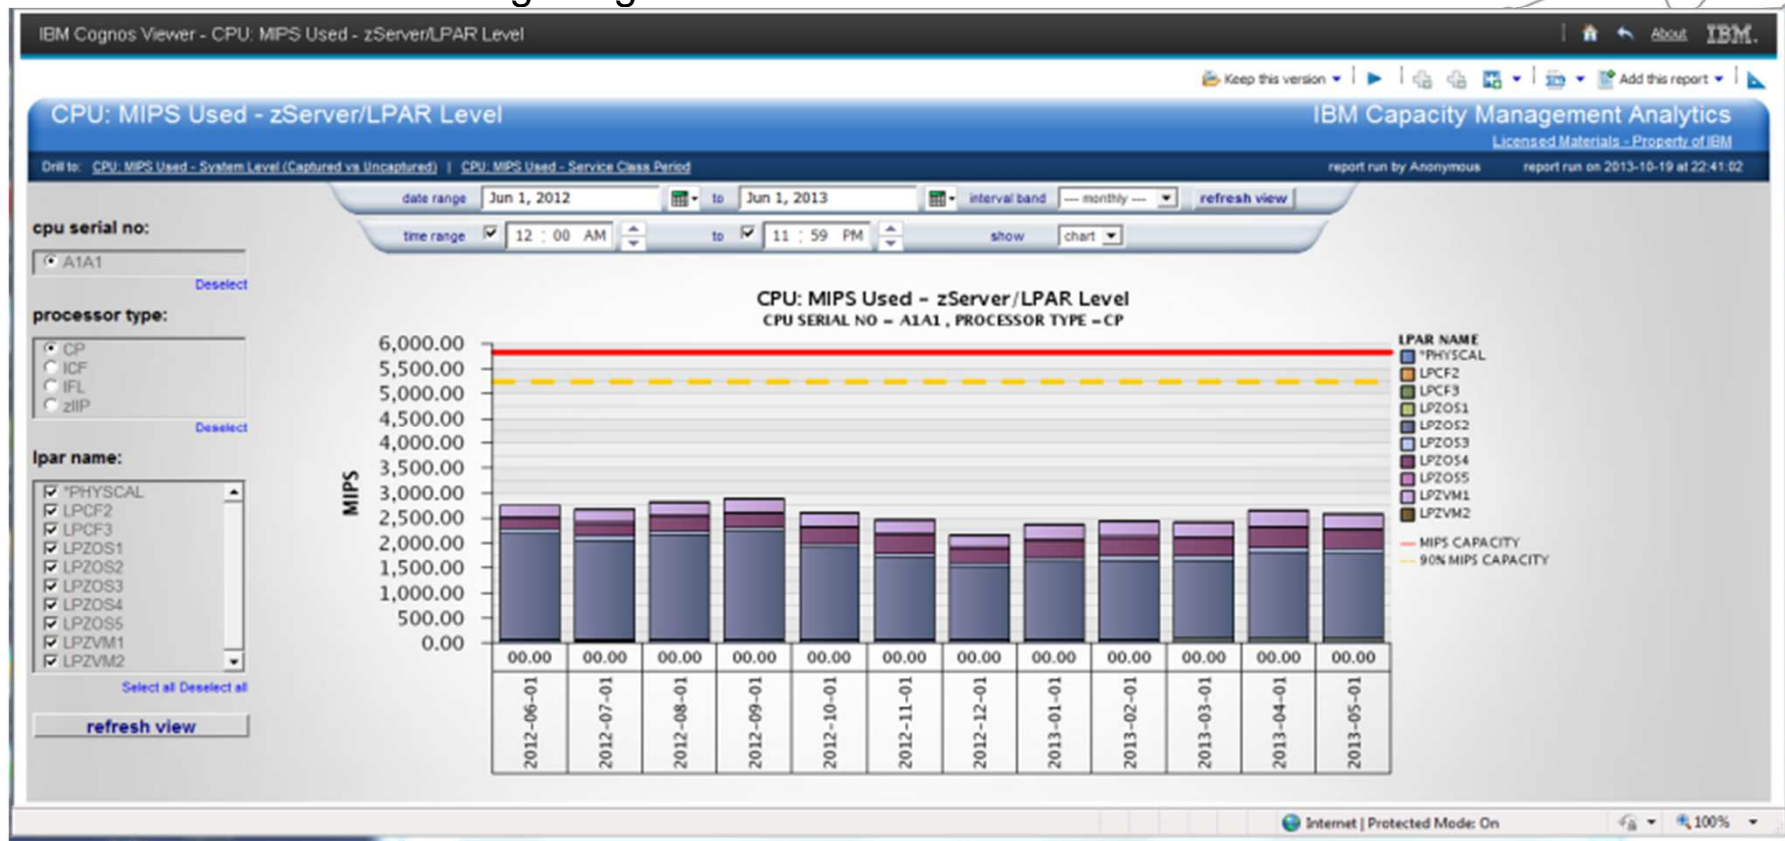 IBM Cognos Viewer - CPU: MIPS Used - zServer/LPAR Level
About IBM.
Keep this version Add this report
CPU: MIPS Used - zServer/LPAR Level
IBM Capacity Management Analytics
Licensed Materials - Property of IBM
Drill to: CPU: MIPS Used - System Level (Captured vs Uncaptured) | CPU: MIPS Used - Service Class Period
report run by Anonymous report run on 2013-10-19 at 22:41:02
date range Jun 1, 2012 to Jun 1, 2013 interval band --- monthly --- refresh view
time range 12 : 00 AM to 11 : 59 PM show chart
cpu serial no:
A1A1
Deselect
processor type:
CP
ICF
IFL
zIIP
Deselect
lpar name:
*PHYSCAL
LPCF2
LPCF3
LPZOS1
LPZOS2
LPZOS3
LPZOS4
LPZOS5
LPZVM1
LPZVM2
Select all Deselect all
refresh view
CPU: MIPS Used - zServer/LPAR Level
CPU SERIAL NO - A1A1 , PROCESSOR TYPE -CP
MIPS
6,000.00
5,500.00
5,000.00
4,500.00
4,000.00
3,500.00
3,000.00
2,500.00
2,000.00
1,500.00
1,000.00
500.00
0.00
00.00 00.00 00.00 00.00 00.00 00.00 00.00 00.00 00.00 00.00 00.00 00.00
2012-06-01 2012-07-01 2012-08-01 2012-09-01 2012-10-01 2012-11-01 2012-12-01 2013-01-01 2013-02-01 2013-03-01 2013-04-01 2013-05-01
LPAR NAME
*PHYSCAL
LPCF2
LPCF3
LPZOS1
LPZOS2
LPZOS3
LPZOS4
LPZOS5
LPZVM1
LPZVM2
MIPS CAPACITY
90% MIPS CAPACITY
Internet | Protected Mode: On
100%